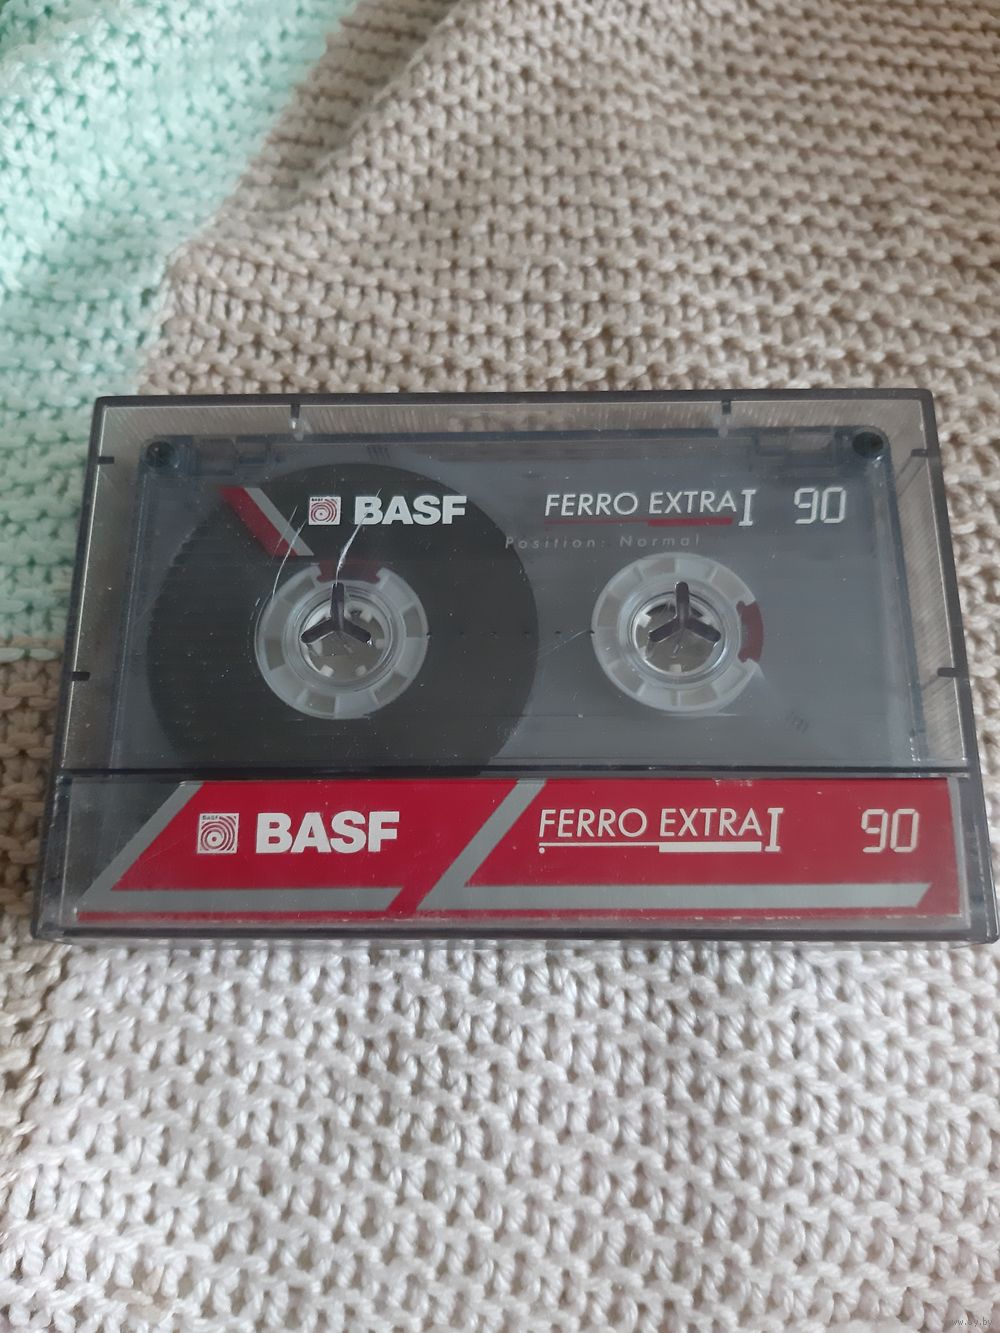 BASF FERRO EXTRA I 90
Position: Normal
BASF FERRO EXTRA I 90